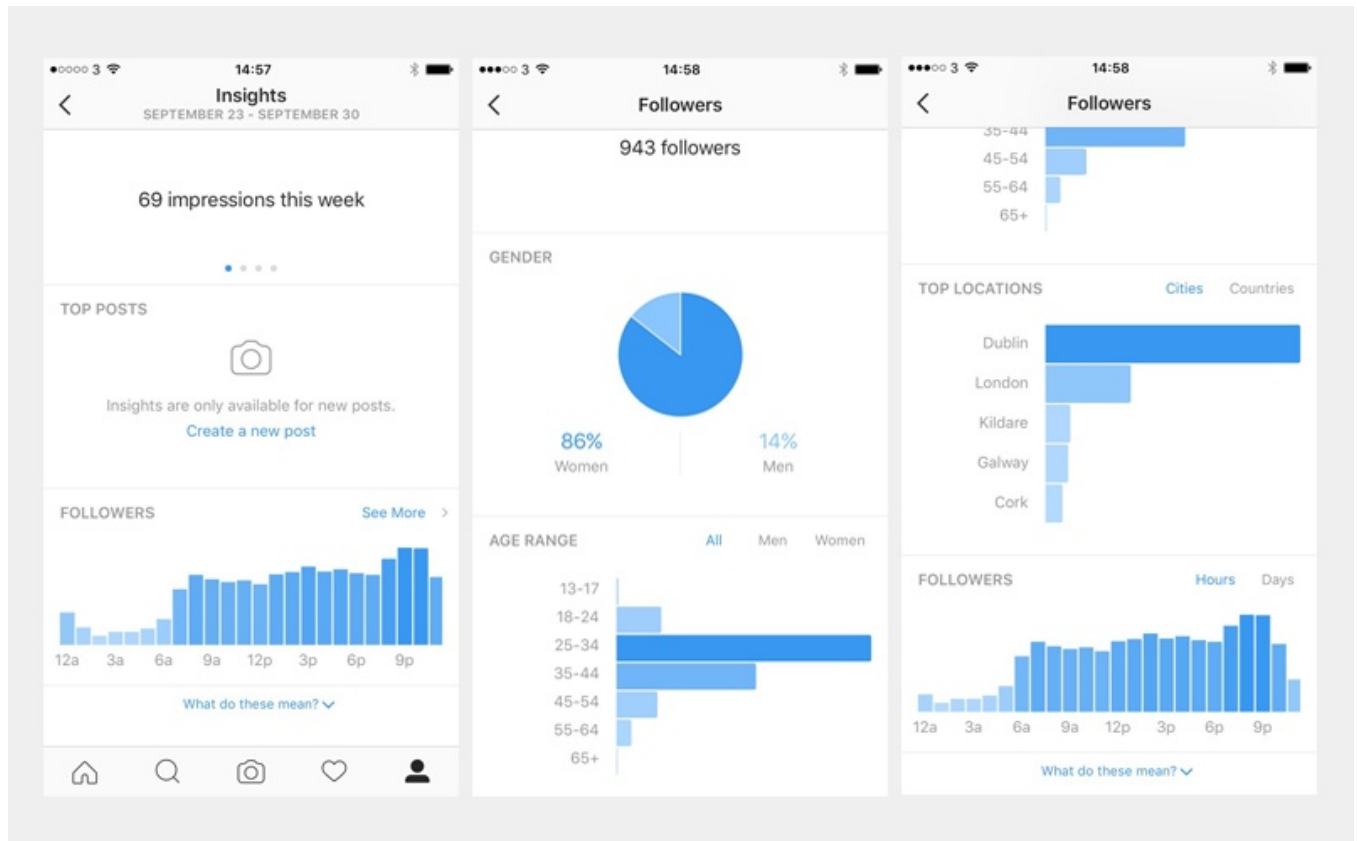 3 14:57
Insights
SEPTEMBER 23 - SEPTEMBER 30
69 impressions this week
TOP POSTS
Insights are only available for new posts.
Create a new post
FOLLOWERS See More
12a 3a 6a 9a 12p 3p 6p 9p
What do these mean?
3 14:58
Followers
943 followers
GENDER
86% 14%
Women Men
AGE RANGE All Men Women
13-17
18-24
25-34
35-44
45-54
55-64
65+
3 14:58
Followers
35-44
45-54
55-64
65+
TOP LOCATIONS Cities Countries
Dublin
London
Kildare
Galway
Cork
FOLLOWERS Hours Days
12a 3a 6a 9a 12p 3p 6p 9p
What do these mean?